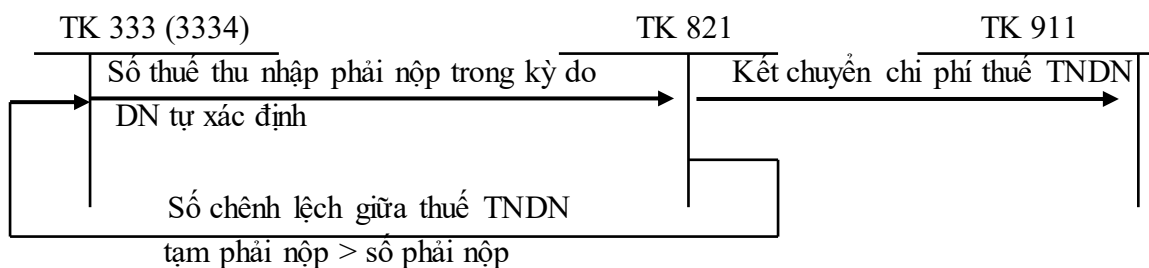 TK 333 (3334) TK 821 TK 911
Số thuế thu nhập phải nộp trong kỳ do Kết chuyển chi phí thuế TNDN
DN tự xác định
Số chênh lệch giữa thuế TNDN
tạm phải nộp > số phải nộp